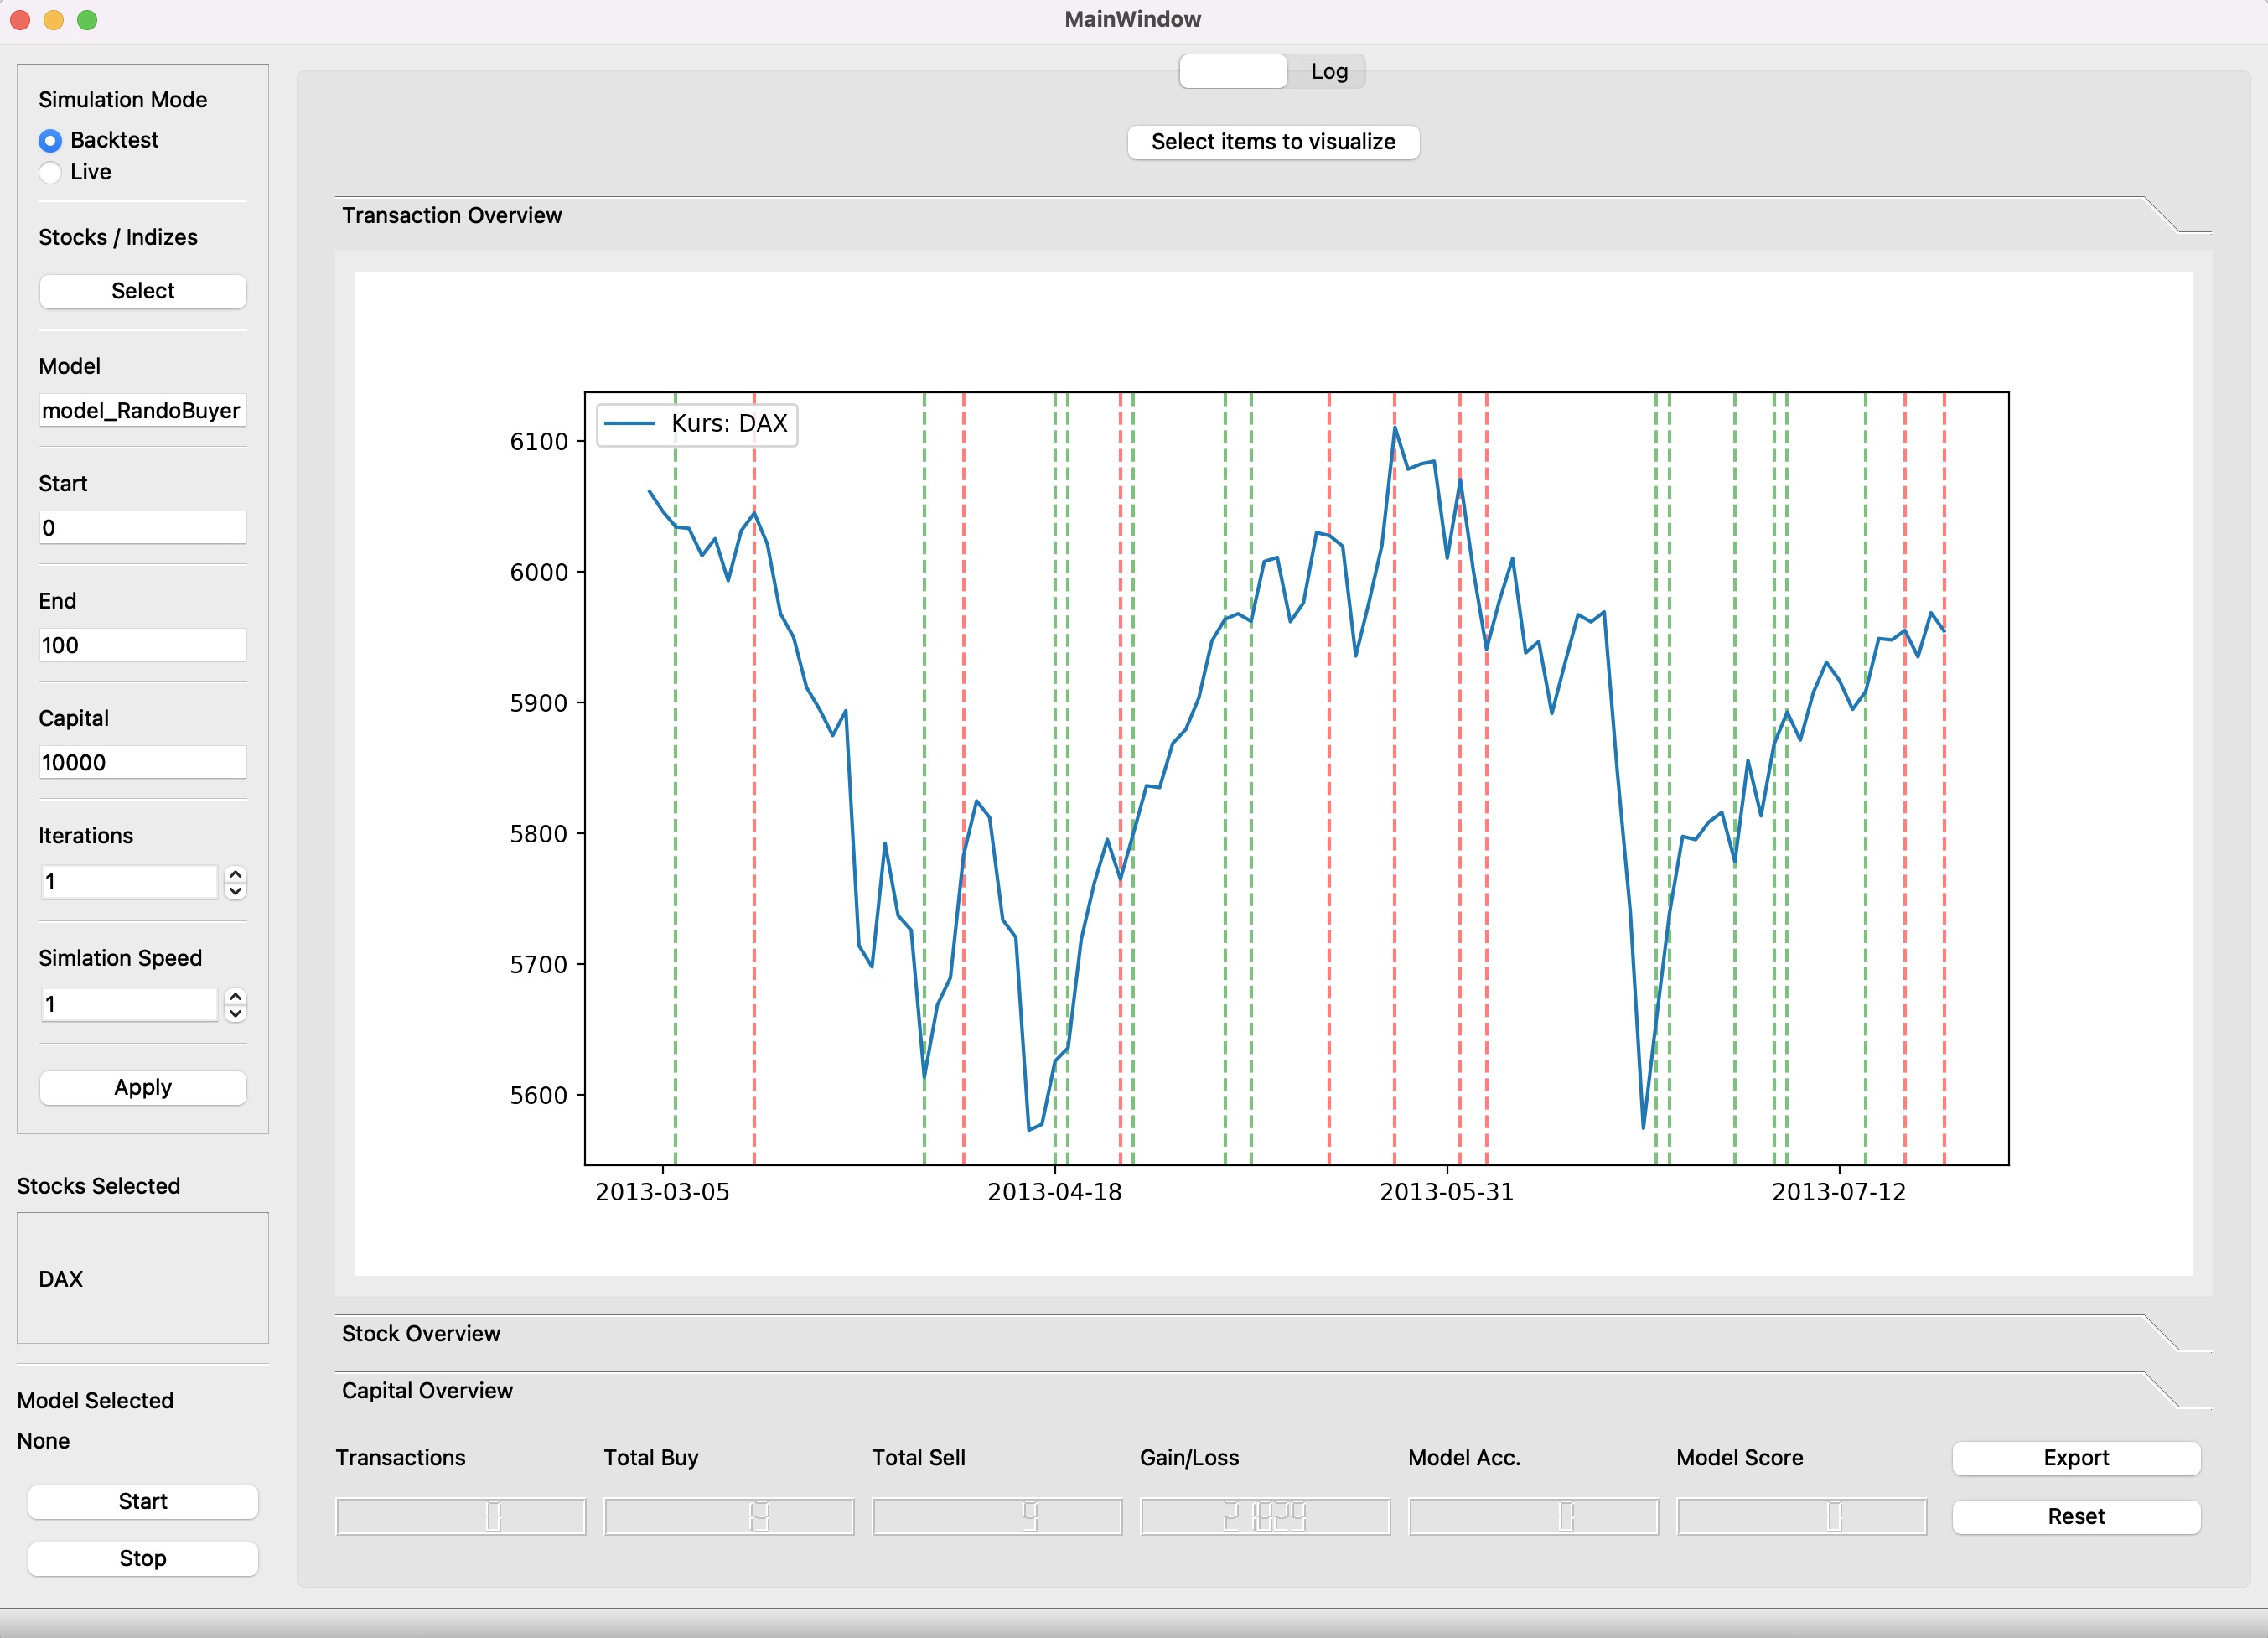 MainWindow
Simulation Mode
Backtest
Live
Stocks / Indizes
Select
Model
model_RandoBuyer
Start
0
End
100
Capital
10000
Iterations
1
Simlation Speed
1
Apply
Stocks Selected
DAX
Model Selected
None
Start
Stop
Log
Select items to visualize
Transaction Overview
Kurs: DAX
6100
6000
5900
5800
5700
5600
2013-03-05 2013-04-18 2013-05-31 2013-07-12
Stock Overview
Capital Overview
Transactions Total Buy Total Sell Gain/Loss Model Acc. Model Score Export
0 9 0 0 Reset